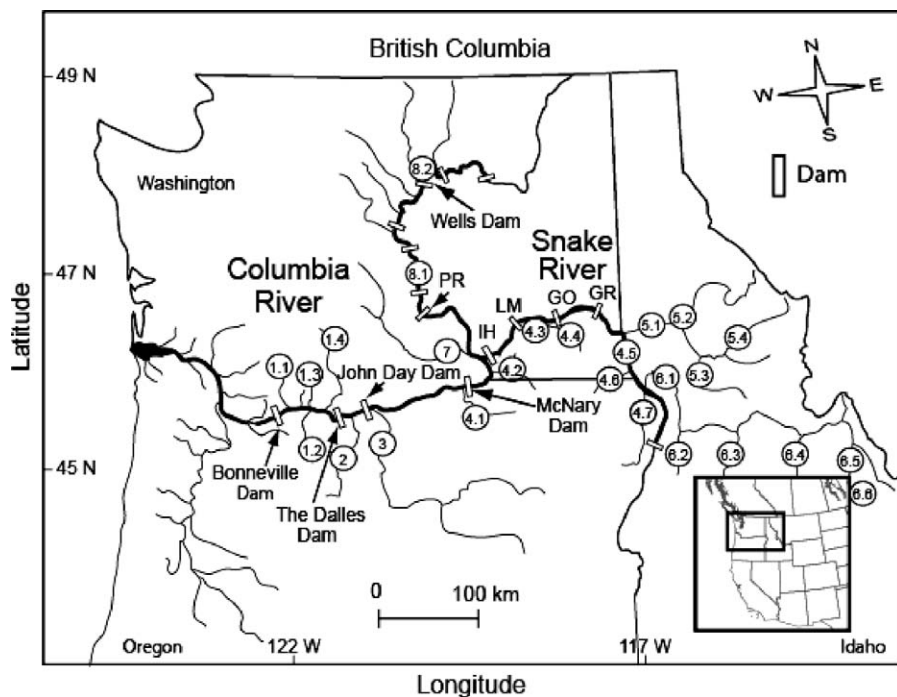 British Columbia
49 N
N
W
E
S
8.2
Washington
Dam
Wells Dam
Snake
River
47 N
Columbia
River
8.1
PR
LM
GO
GR
IH
4.3
4.4
5.1
5.2
5.4
1.4
7
4.5
1.1
1.3
John Day Dam
4.2
4.6
6.1
5.3
4.1
McNary
Dam
4.7
45 N
Bonneville
Dam
1.2
2
3
6.2
6.3
6.4
6.5
6.6
The Dalles
Dam
0
100 km
Oregon
122 W
117 W
Idaho
Latitude
Longitude